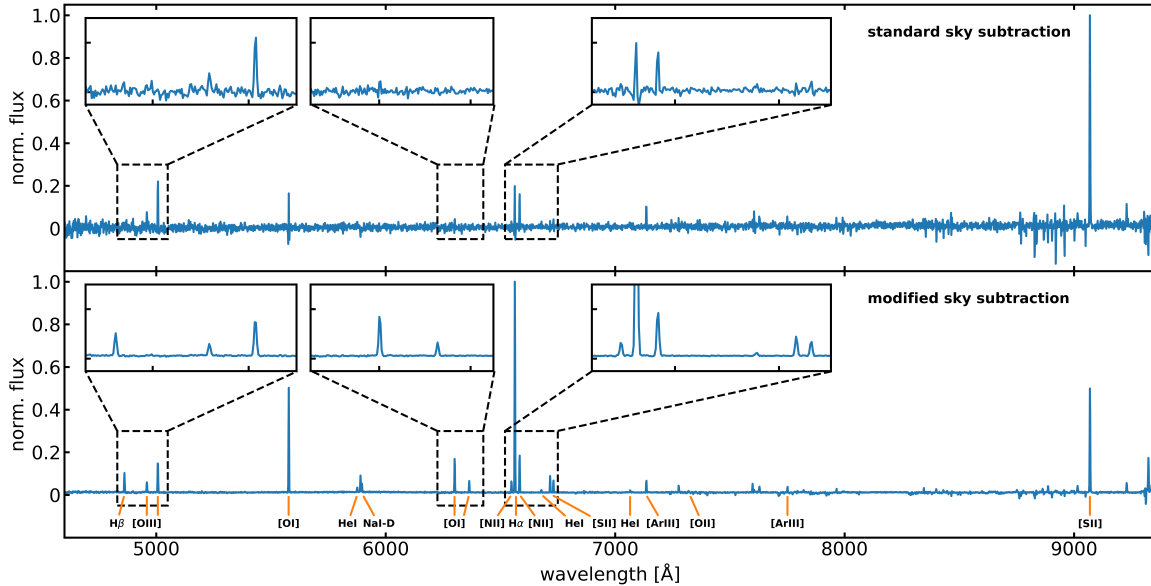 1.0
standard sky subtraction
0.8
0.6
norm. flux
0.4
0.2
0
1.0
modified sky subtraction
0.8
0.6
norm. flux
0.4
0.2
0
Hβ [OIII] [OI] HeI NaI-D [OI] [NII] Hα [NII] HeI [SII] HeI [ArIII] [OII] [ArIII] [SII]
5000 6000 7000 8000 9000
wavelength [Å]